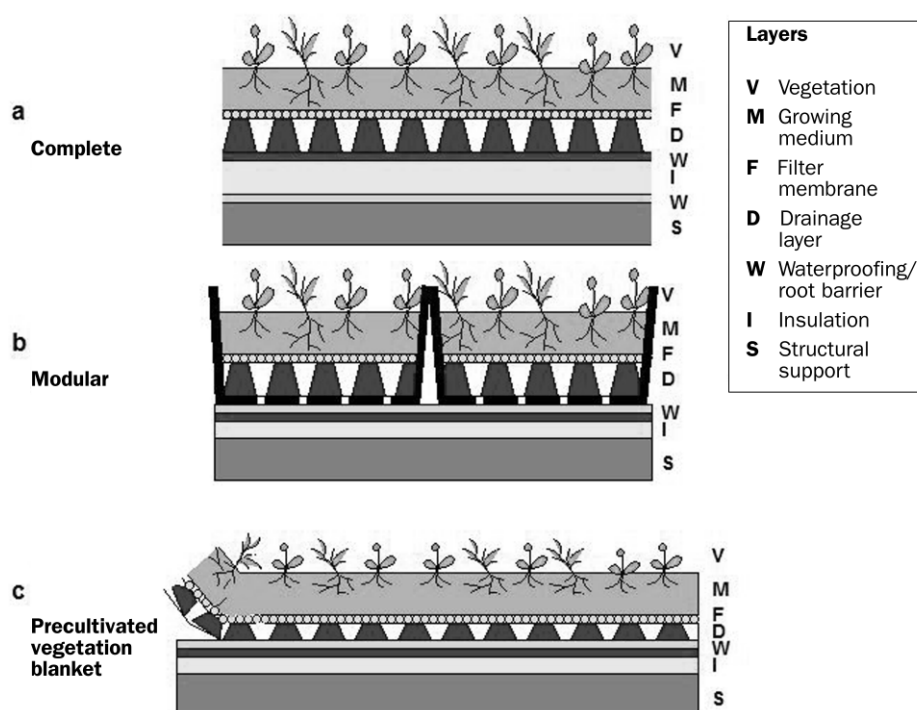 a
Complete
V
M
F
D
W
I
W
S
b
Modular
V
M
F
D
W
I
S
c
Precultivated
vegetation
blanket
V
M
F
D
W
I
S
Layers
V Vegetation
M Growing
medium
F Filter
membrane
D Drainage
layer
W Waterproofing/
root barrier
I Insulation
S Structural
support